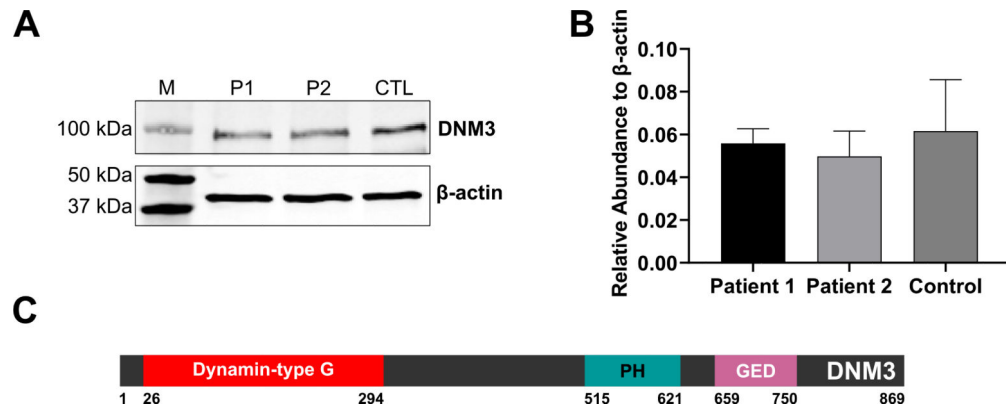 A
M P1 P2 CTL
100 kDa DNM3
50 kDa
37 kDa β-actin
B
Relative Abundance to β-actin
0.10
0.08
0.06
0.04
0.02
0.00
Patient 1 Patient 2 Control
C
Dynamin-type G PH GED DNM3
1 26 294 515 621 659 750 869